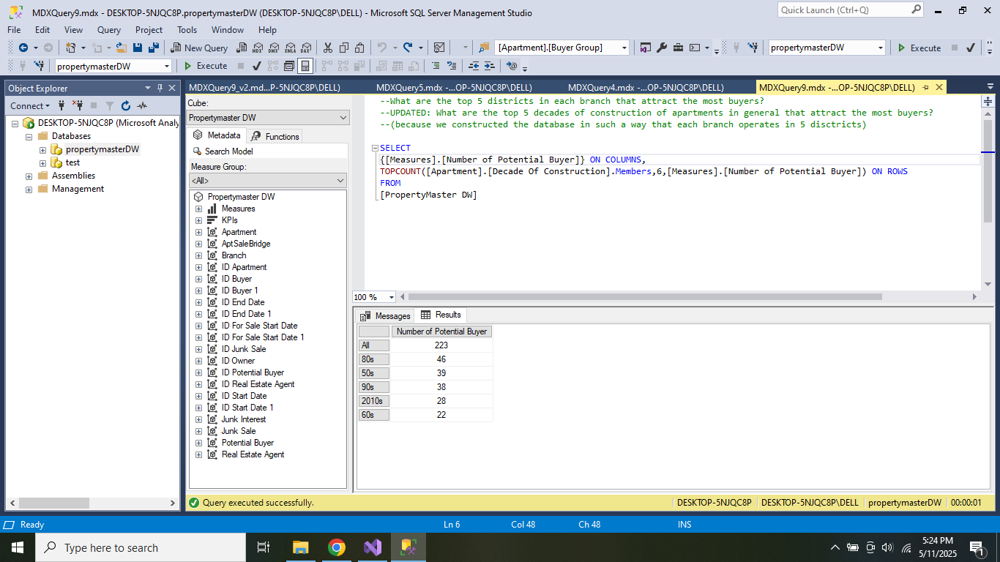 MDXQuery9.mdx - DESKTOP-5NJQC8P.propertymasterDW (DESKTOP-5NJQC8P\DELL) - Microsoft SQL Server Management Studio
Quick Launch (Ctrl+Q)
File Edit View Query Project Tools Window Help
New Query
MDX DMX XMLA DAX
[Apartment].[Buyer Group]
propertymasterDW
Execute
propertymasterDW
Execute
Object Explorer
Connect
DESKTOP-5NJQC8P (Microsoft Analy
Databases
propertymasterDW
test
Assemblies
Management
MDXQuery9_v2.md...P-5NJQC8P\DELL)
MDXQuery5.mdx -...OP-5NJQC8P\DELL)
MDXQuery4.mdx -...OP-5NJQC8P\DELL)
MDXQuery9.mdx -...OP-5NJQC8P\DELL)
Cube:
Propertymaster DW
Metadata
Functions
Search Model
Measure Group:
<All>
Propertymaster DW
Measures
KPIs
Apartment
AptSaleBridge
Branch
ID Apartment
ID Buyer
ID Buyer 1
ID End Date
ID End Date 1
ID For Sale Start Date
ID For Sale Start Date 1
ID Junk Sale
ID Owner
ID Potential Buyer
ID Real Estate Agent
ID Start Date
ID Start Date 1
Junk Interest
Junk Sale
Potential Buyer
Real Estate Agent
--What are the top 5 districts in each branch that attract the most buyers?
--UPDATED: What are the top 5 decades of construction of apartments in general that attract the most buyers?
--(because we constructed the database in such a way that each branch operates in 5 disctricts)
SELECT
{[Measures].[Number of Potential Buyer]} ON COLUMNS,
TOPCOUNT([Apartment].[Decade Of Construction].Members,6,[Measures].[Number of Potential Buyer]) ON ROWS
FROM
[PropertyMaster DW]
100 %
Messages
Results
Number of Potential Buyer
All 223
80s 46
50s 39
90s 38
2010s 28
60s 22
Query executed successfully.
DESKTOP-5NJQC8P
DESKTOP-5NJQC8P\DELL
propertymasterDW
00:00:01
Ready
Ln 6
Col 48
Ch 48
INS
Type here to search
5:24 PM
5/11/2025
1